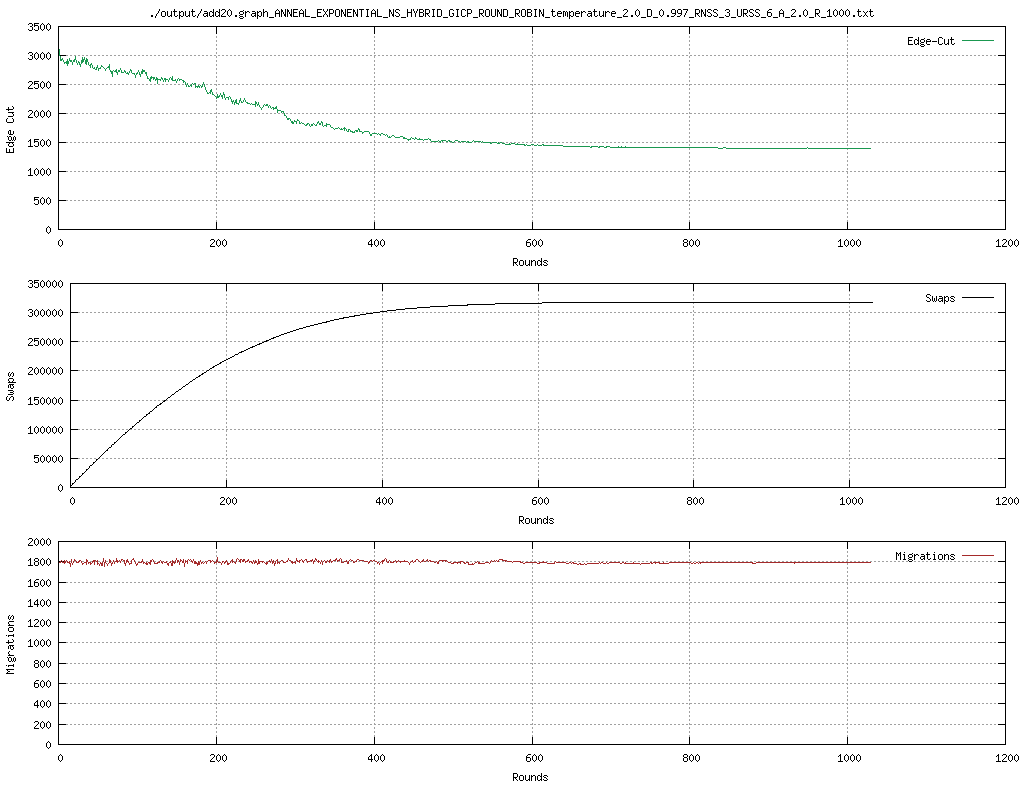 ./output/add20.graph_ANNEAL_EXPONENTIAL_NS_HYBRID_GICP_ROUND_ROBIN_temperature_2.0_D_0.997_RNSS_3_URSS_6_A_2.0_R_1000.txt
3500
3000
2500
2000
1500
1000
500
0
Edge Cut
Edge-Cut
0 200 400 600 800 1000 1200
Rounds
350000
300000
250000
200000
150000
100000
50000
0
Swaps
Swaps
0 200 400 600 800 1000 1200
Rounds
2000
1800
1600
1400
1200
1000
800
600
400
200
0
Migrations
Migrations
0 200 400 600 800 1000 1200
Rounds